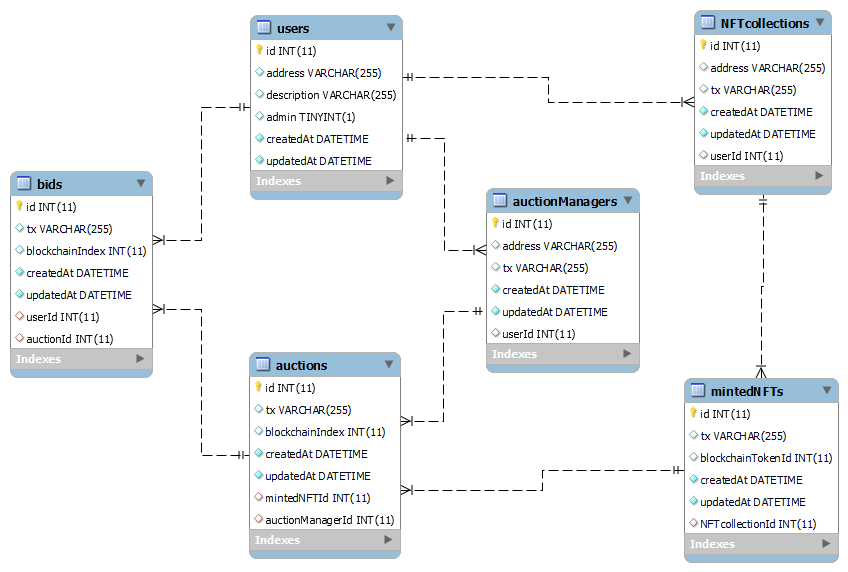 users
id INT(11)
address VARCHAR(255)
description VARCHAR(255)
admin TINYINT(1)
createdAt DATETIME
updatedAt DATETIME
Indexes
NFTcollections
id INT(11)
address VARCHAR(255)
tx VARCHAR(255)
createdAt DATETIME
updatedAt DATETIME
userId INT(11)
Indexes
bids
id INT(11)
tx VARCHAR(255)
blockchainIndex INT(11)
createdAt DATETIME
updatedAt DATETIME
userId INT(11)
auctionId INT(11)
Indexes
auctionManagers
id INT(11)
address VARCHAR(255)
tx VARCHAR(255)
createdAt DATETIME
updatedAt DATETIME
userId INT(11)
Indexes
auctions
id INT(11)
tx VARCHAR(255)
blockchainIndex INT(11)
createdAt DATETIME
updatedAt DATETIME
mintedNFTId INT(11)
auctionManagerId INT(11)
Indexes
mintedNFTs
id INT(11)
tx VARCHAR(255)
blockchainTokenId INT(11)
createdAt DATETIME
updatedAt DATETIME
NFTcollectionId INT(11)
Indexes